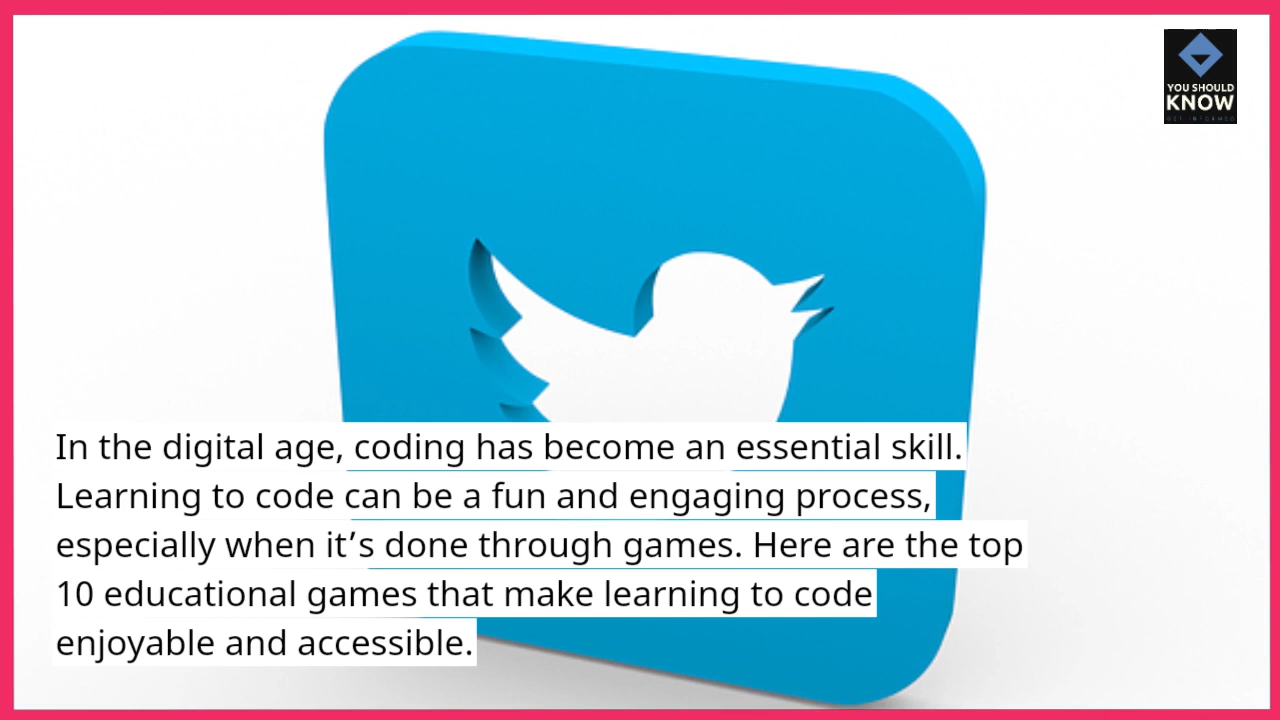 YOU SHOULD
KNOW
GET INFORMED
In the digital age, coding has become an essential skill.
Learning to code can be a fun and engaging process,
especially when it’s done through games. Here are the top
10 educational games that make learning to code
enjoyable and accessible.